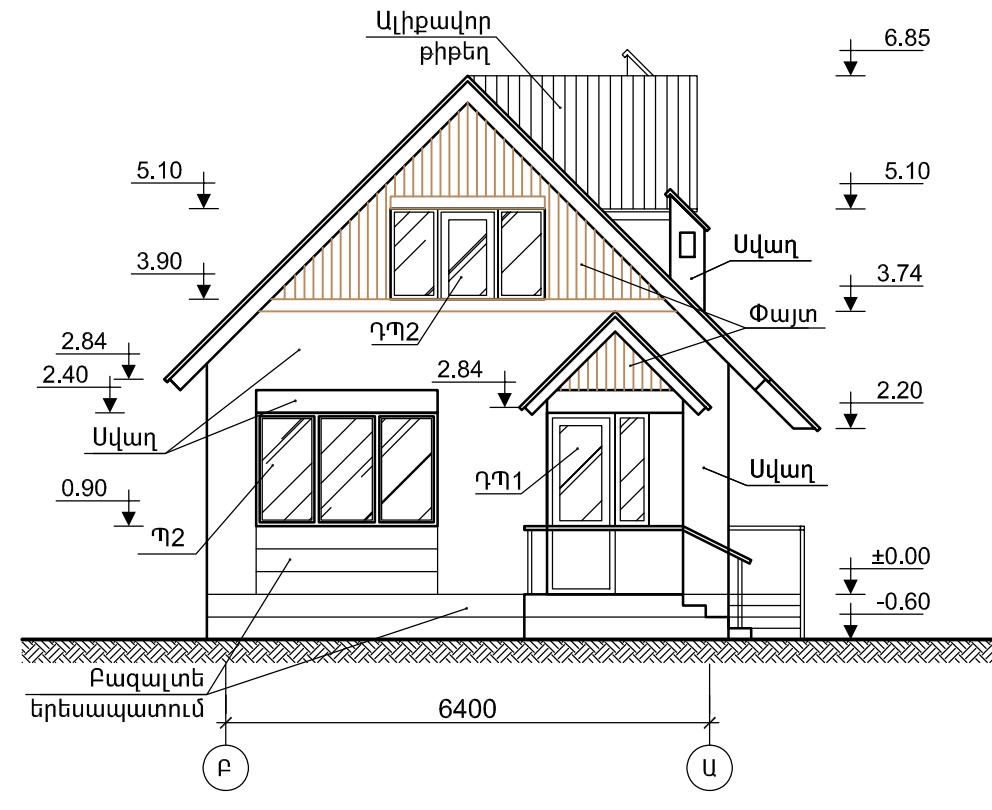 Ալիքավոր
թիթեղ
6.85
5.10
5.10
Սվաղ
3.90
3.74
Փայտ
ԴՊ2
2.84
2.84
2.40
2.20
Սվաղ
ԴՊ1
Սվաղ
0.90
Պ2
±0.00
-0.60
Բազալտե
երեսապատում
6400
Բ
Ա